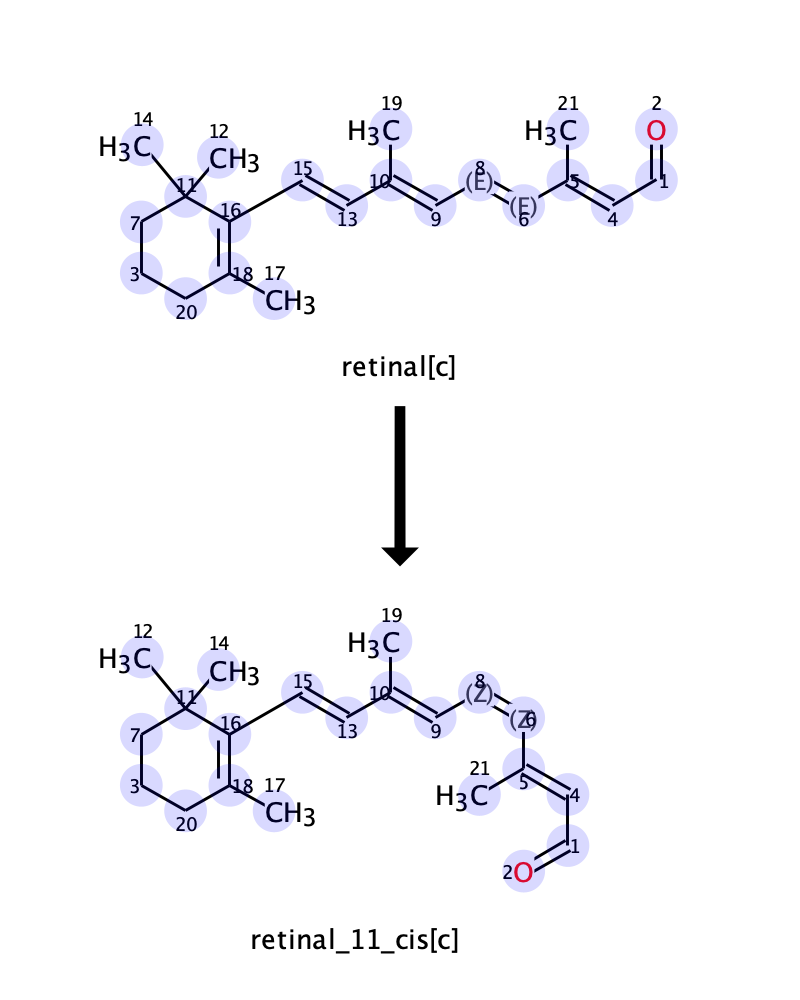 19 21 2
14 12 H3C H3C O
H3C CH3
11 15 10 8 (E) 5 1
7 16 13 9 (E) 6 4
3 18 17
20 CH3
retinal[c]
19
12 14 H3C
H3C CH3
11 15 10 8 (Z)
7 16 13 9 (Z) 6
3 18 17 21 5 4
20 CH3 H3C
1
2 O
retinal_11_cis[c]